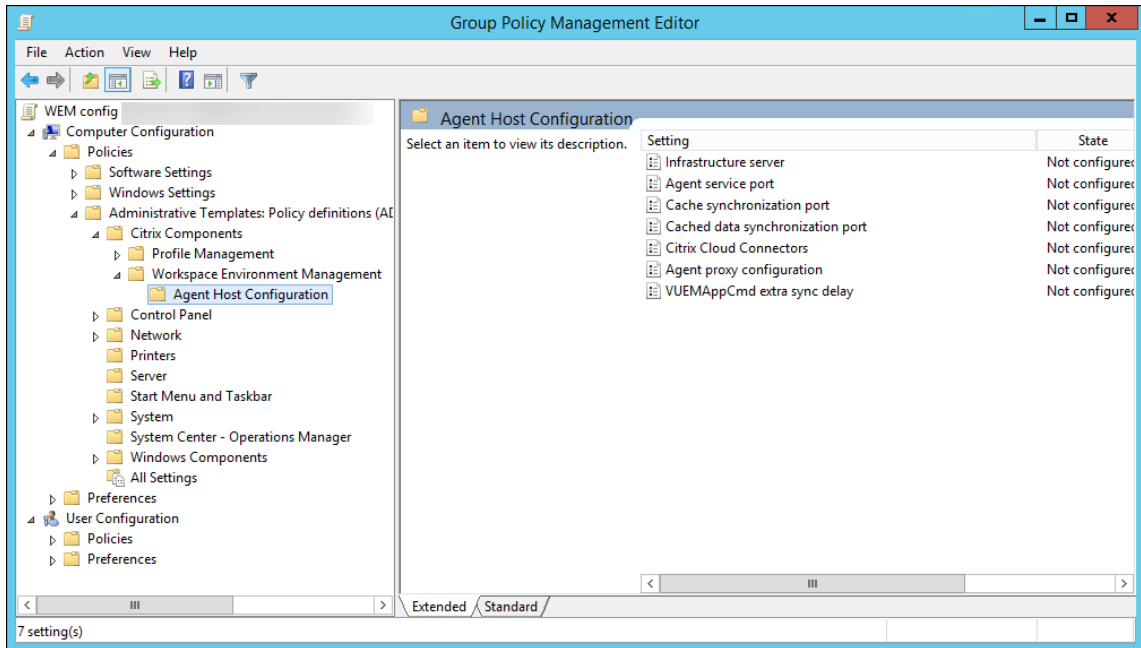 Group Policy Management Editor
File Action View Help
WEM config
Computer Configuration
Policies
Software Settings
Windows Settings
Administrative Templates: Policy definitions (AD
Citrix Components
Profile Management
Workspace Environment Management
Agent Host Configuration
Control Panel
Network
Printers
Server
Start Menu and Taskbar
System
System Center - Operations Manager
Windows Components
All Settings
Preferences
User Configuration
Policies
Preferences
Agent Host Configuration
Select an item to view its description.
Setting State
Infrastructure server Not configured
Agent service port Not configured
Cache synchronization port Not configured
Cached data synchronization port Not configured
Citrix Cloud Connectors Not configured
Agent proxy configuration Not configured
VUEMAppCmd extra sync delay Not configured
Extended Standard
7 setting(s)